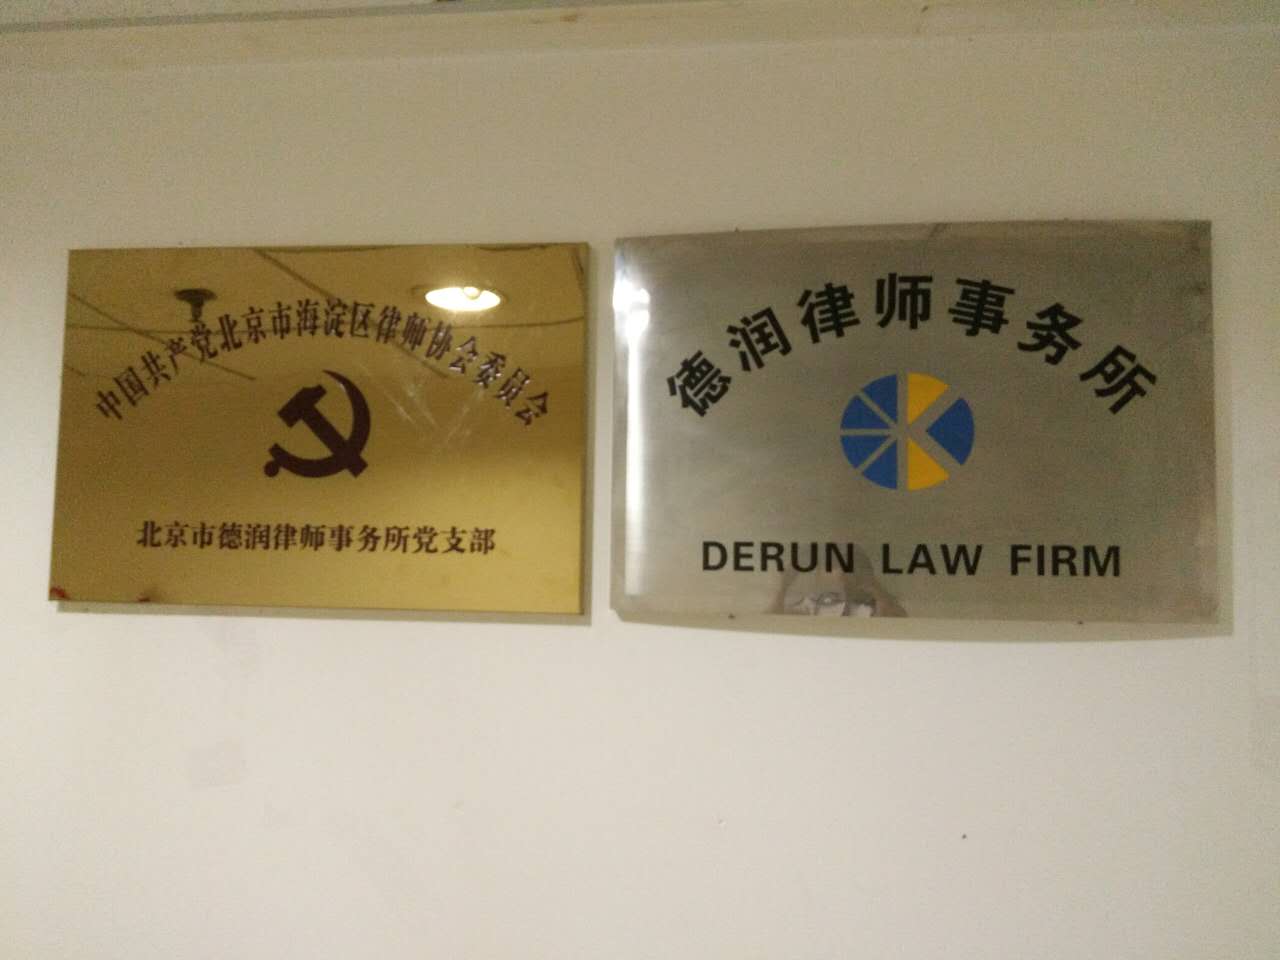 中国共产党北京市海淀区律师协会委员会
北京市德润律师事务所党支部
德润律师事务所
DERUN LAW FIRM